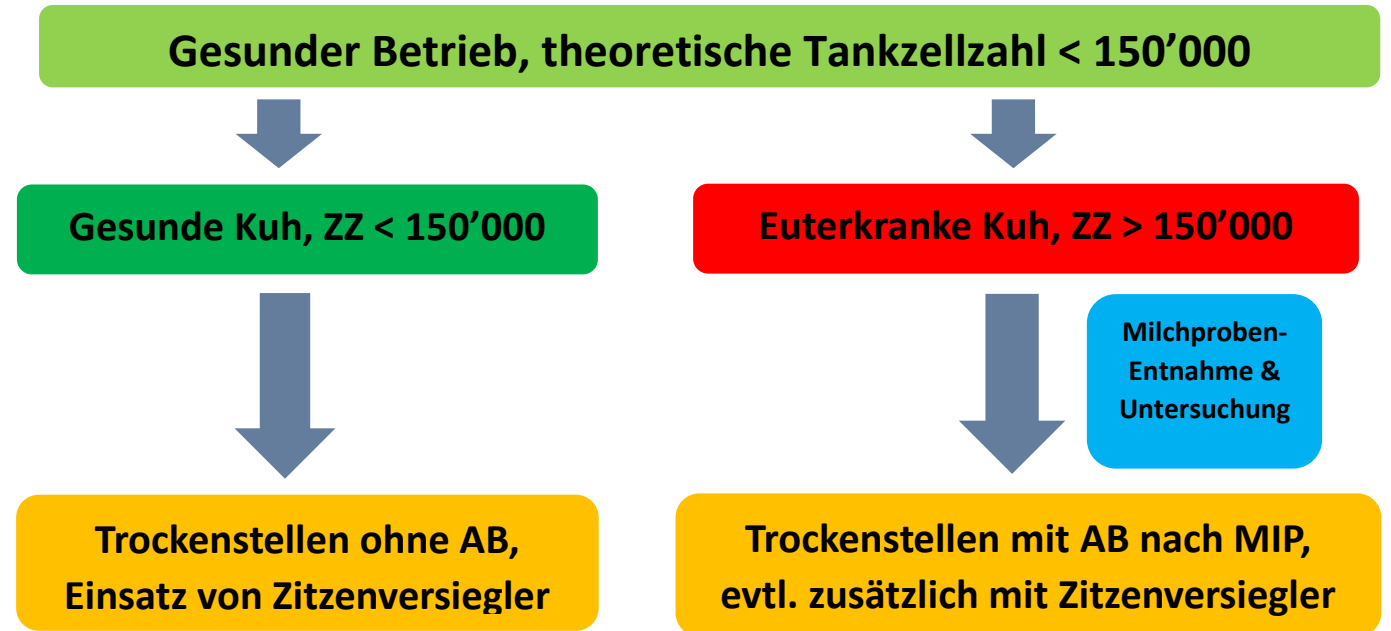 Gesunder Betrieb, theoretische Tankzellzahl < 150’000
Gesunde Kuh, ZZ < 150’000
Euterkranke Kuh, ZZ > 150’000
Milchproben-
Entnahme &
Untersuchung
Trockenstellen ohne AB,
Einsatz von Zitzenversiegler
Trockenstellen mit AB nach MIP,
evtl. zusätzlich mit Zitzenversiegler